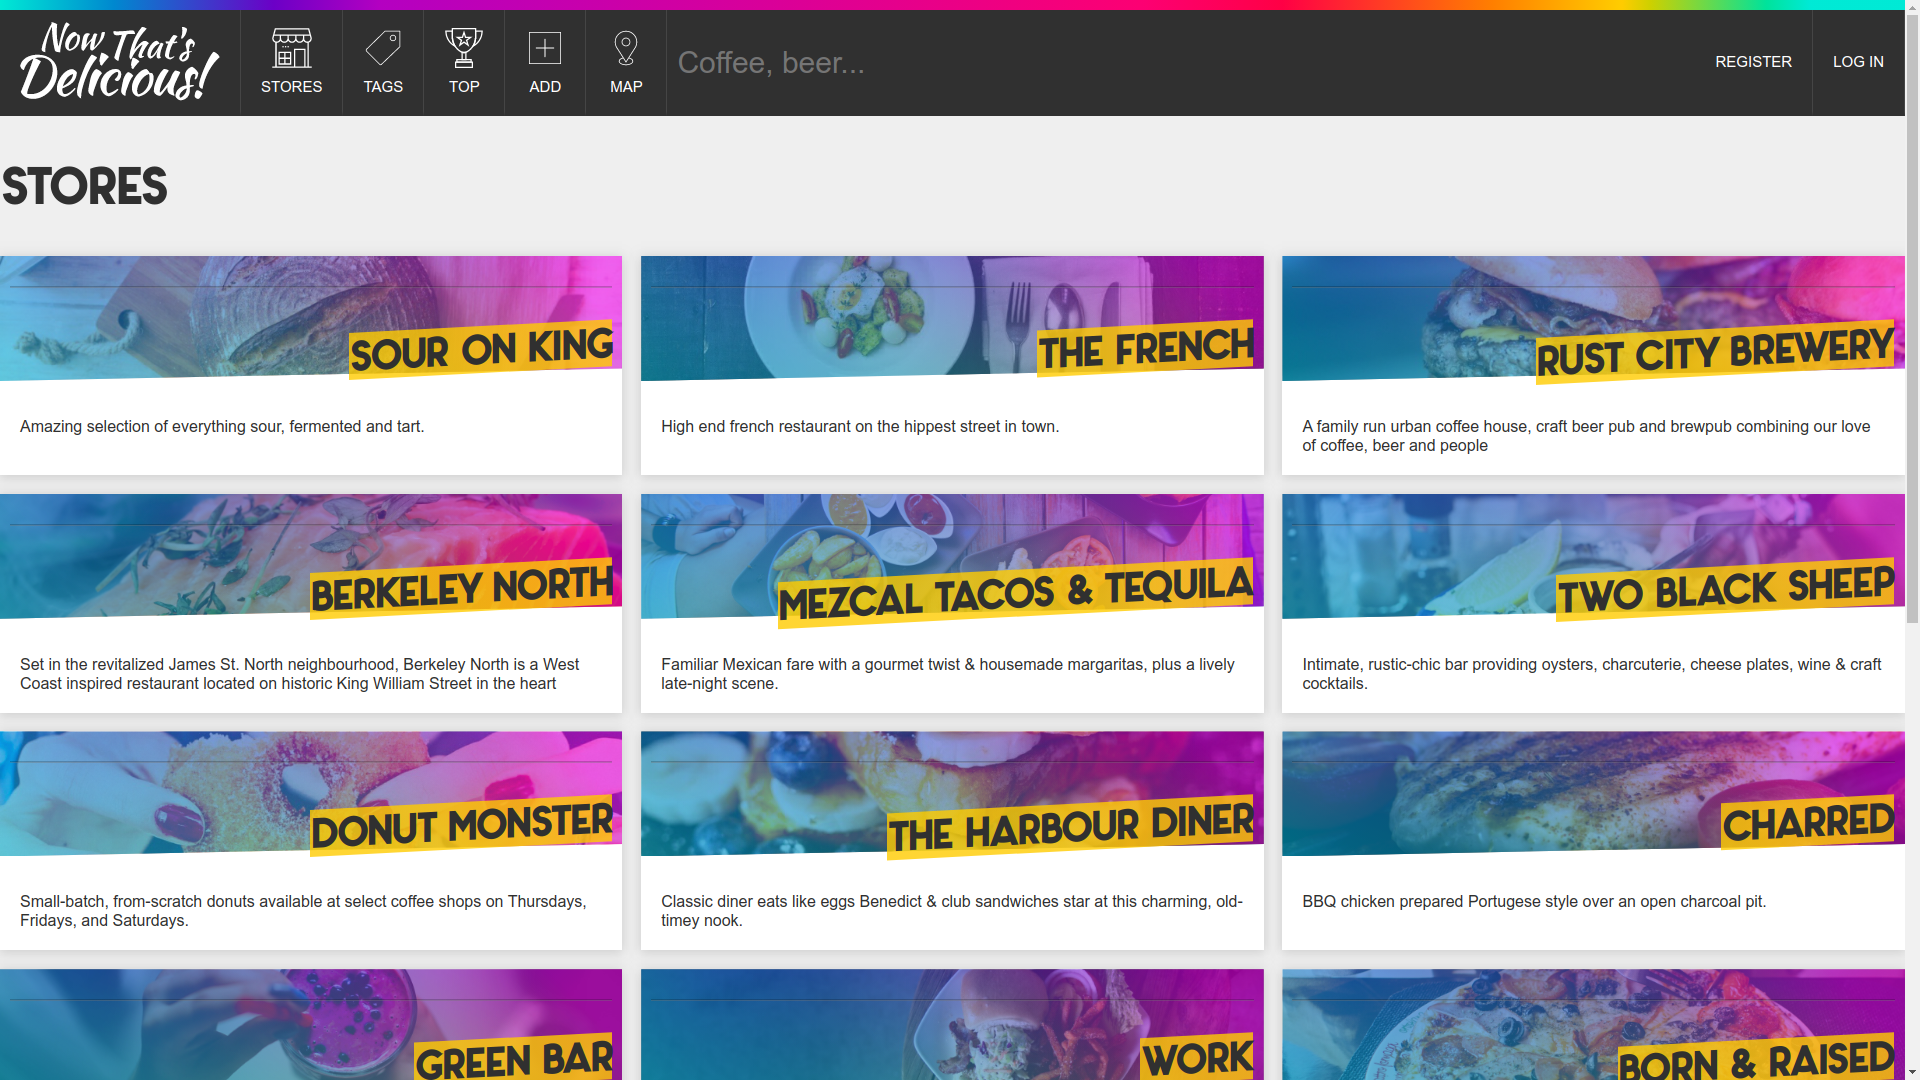 Now That's
Delicious!
STORES
TAGS
TOP
ADD
MAP
Coffee, beer...
REGISTER
LOG IN
STORES
SOUR ON KING
Amazing selection of everything sour, fermented and tart.
THE FRENCH
High end french restaurant on the hippest street in town.
RUST CITY BREWERY
A family run urban coffee house, craft beer pub and brewpub combining our love
of coffee, beer and people
BERKELEY NORTH
Set in the revitalized James St. North neighbourhood, Berkeley North is a West
Coast inspired restaurant located on historic King William Street in the heart
MEZCAL TACOS & TEQUILA
Familiar Mexican fare with a gourmet twist & housemade margaritas, plus a lively
late-night scene.
TWO BLACK SHEEP
Intimate, rustic-chic bar providing oysters, charcuterie, cheese plates, wine & craft
cocktails.
DONUT MONSTER
Small-batch, from-scratch donuts available at select coffee shops on Thursdays,
Fridays, and Saturdays.
THE HARBOUR DINER
Classic diner eats like eggs Benedict & club sandwiches star at this charming, old-
timey nook.
CHARRED
BBQ chicken prepared Portugese style over an open charcoal pit.
GREEN BAR
WORK
BORN & RAISED